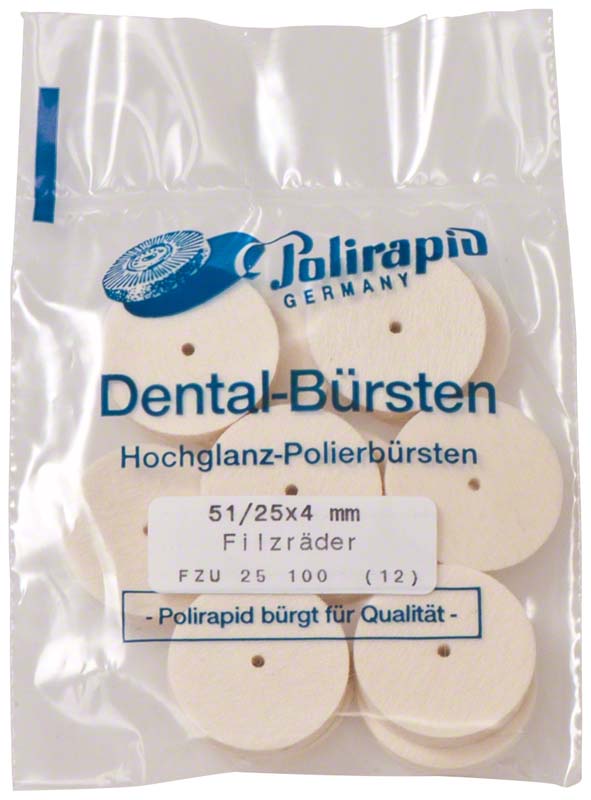 Polirapid
GERMANY
Dental-Bürsten
Hochglanz-Polierbürsten
51/25x4 mm
Filzräder
FZU 25 100 (12)
- Polirapid bürgt für Qualität -